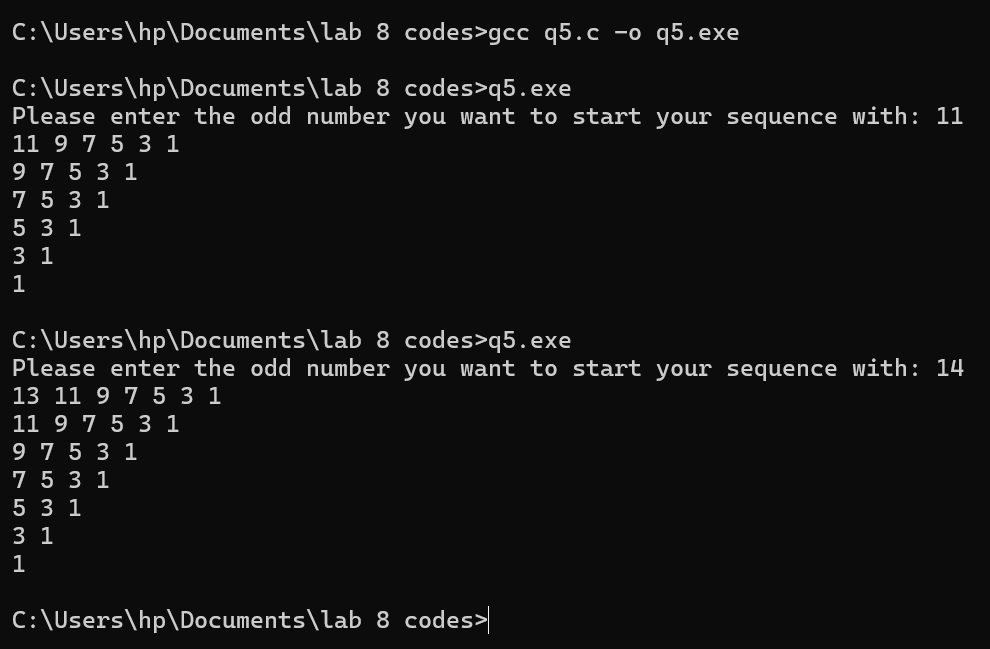 C:\Users\hp\Documents\lab 8 codes>gcc q5.c -o q5.exe
C:\Users\hp\Documents\lab 8 codes>q5.exe
Please enter the odd number you want to start your sequence with: 11
11 9 7 5 3 1
9 7 5 3 1
7 5 3 1
5 3 1
3 1
1
C:\Users\hp\Documents\lab 8 codes>q5.exe
Please enter the odd number you want to start your sequence with: 14
13 11 9 7 5 3 1
11 9 7 5 3 1
9 7 5 3 1
7 5 3 1
5 3 1
3 1
1
C:\Users\hp\Documents\lab 8 codes>